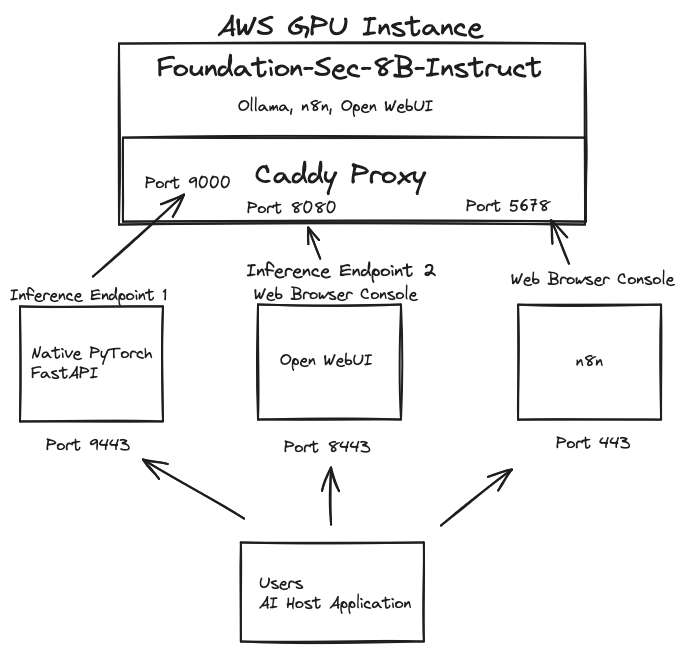 AWS GPU Instance
Foundation-Sec-8B-Instruct
Ollama, n8n, Open WebUI
Caddy Proxy
Port 9000
Port 8080
Port 5678
Inference Endpoint 1
Inference Endpoint 2
Web Browser Console
Web Browser Console
Native PyTorch
FastAPI
Open WebUI
n8n
Port 9443
Port 8443
Port 443
Users
AI Host Application